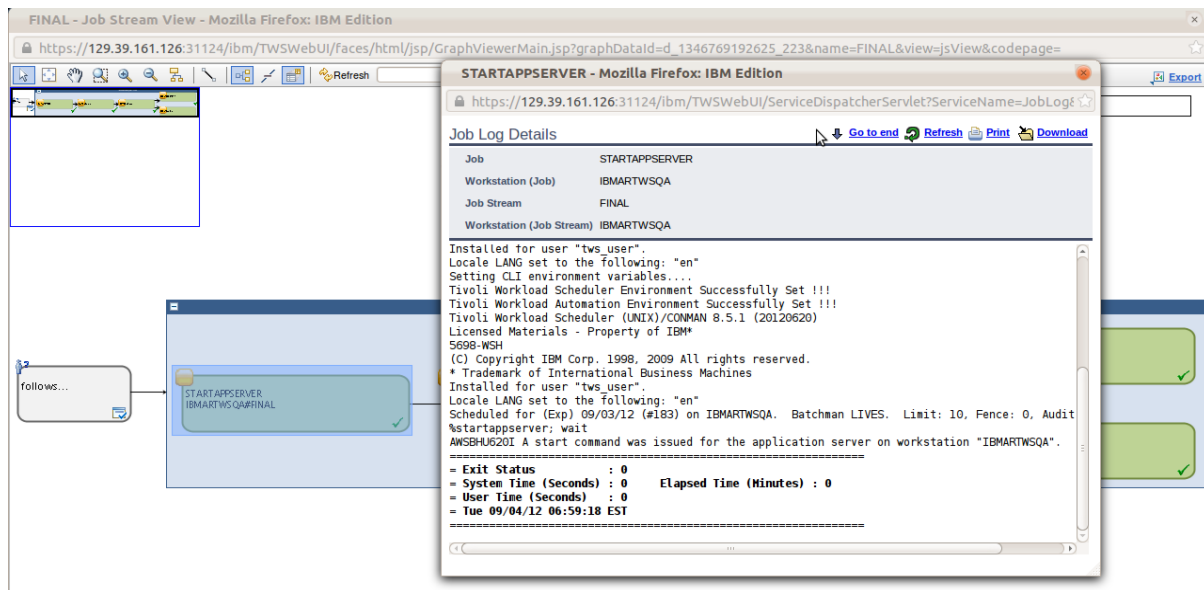 FINAL - Job Stream View - Mozilla Firefox: IBM Edition
https://129.39.161.126:31124/ibm/TWSWebUI/faces/html/jsp/GraphViewerMain.jsp?graphDataId=d_1346769192625_223&name=FINAL&view=jsView&codepage=
Refresh
Export
STARTAPPSERVER - Mozilla Firefox: IBM Edition
https://129.39.161.126:31124/ibm/TWSWebUI/ServiceDispatcherServlet?ServiceName=JobLog&
Job Log Details
Go to end Refresh Print Download
Job STARTAPPSERVER
Workstation (Job) IBMARTWSQA
Job Stream FINAL
Workstation (Job Stream) IBMARTWSQA
Installed for user "tws_user".
Locale LANG set to the following: "en"
Setting CLI environment variables....
Tivoli Workload Scheduler Environment Successfully Set !!!
Tivoli Workload Automation Environment Successfully Set !!!
Tivoli Workload Scheduler (UNIX)/CONMAN 8.5.1 (20120620)
Licensed Materials - Property of IBM*
5698-WSH
(C) Copyright IBM Corp. 1998, 2009 All rights reserved.
* Trademark of International Business Machines
Installed for user "tws_user".
Locale LANG set to the following: "en"
Scheduled for (Exp) 09/03/12 (#183) on IBMARTWSQA. Batchman LIVES. Limit: 10, Fence: 0, Audit
%startappserver; wait
AWSBHU620I A start command was issued for the application server on workstation "IBMARTWSQA".
===============================================================
= Exit Status : 0
= System Time (Seconds) : 0 Elapsed Time (Minutes) : 0
= User Time (Seconds) : 0
= Tue 09/04/12 06:59:18 EST
===============================================================
follows...
STARTAPPSERVER
IBMARTWSQA#FINAL